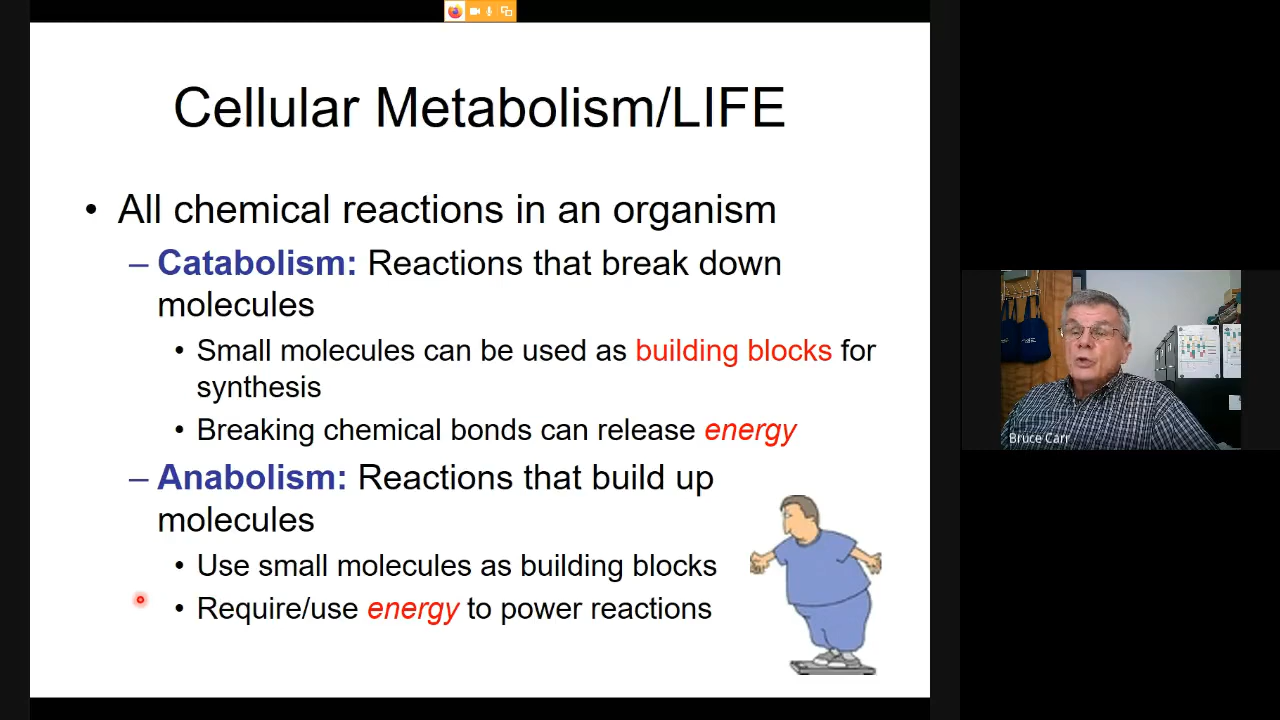 Cellular Metabolism/LIFE
• All chemical reactions in an organism
– Catabolism: Reactions that break down
molecules
• Small molecules can be used as building blocks for
synthesis
• Breaking chemical bonds can release energy
– Anabolism: Reactions that build up
molecules
• Use small molecules as building blocks
• Require/use energy to power reactions
Bruce Carr